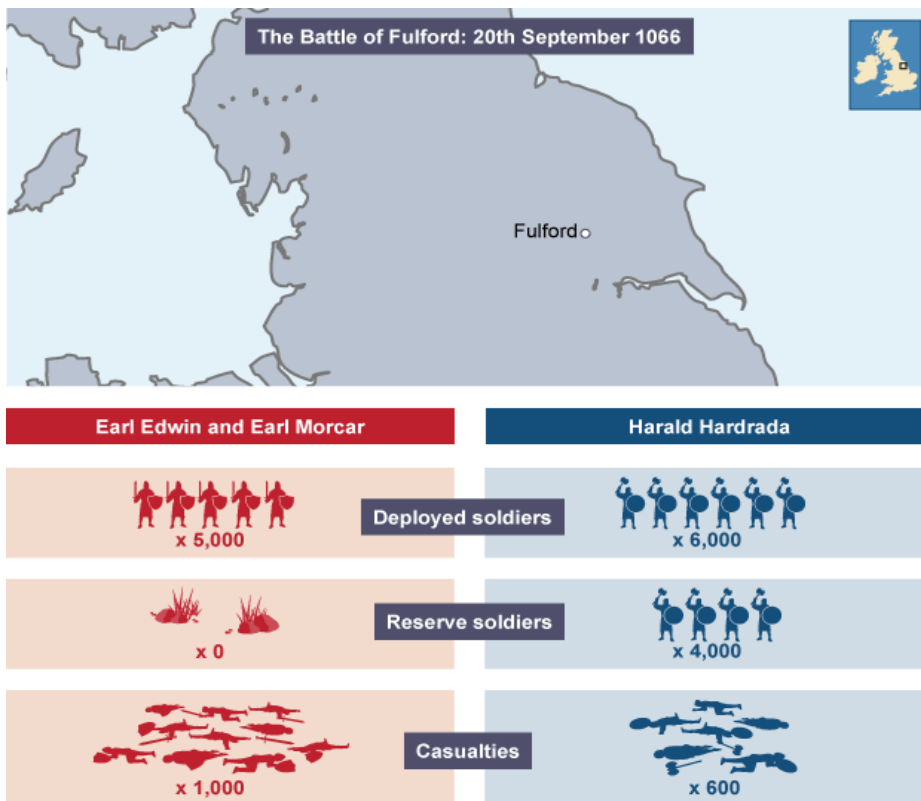 The Battle of Fulford: 20th September 1066
Fulford
Earl Edwin and Earl Morcar
Harald Hardrada
x 5,000
Deployed soldiers
x 6,000
x 0
Reserve soldiers
x 4,000
x 1,000
Casualties
x 600